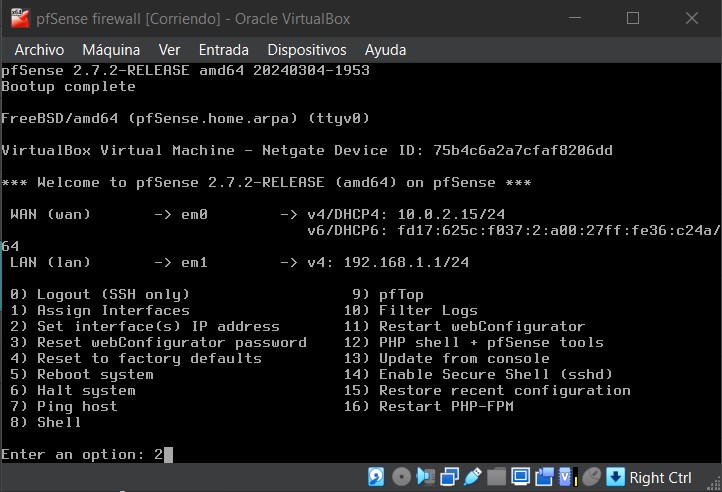 pfSense firewall [Corriendo] - Oracle VirtualBox
Archivo Máquina Ver Entrada Dispositivos Ayuda
pfSense 2.7.2-RELEASE amd64 20240304-1953
Bootup complete
FreeBSD/amd64 (pfSense.home.arpa) (ttyv0)
VirtualBox Virtual Machine - Netgate Device ID: 75b4c6a2a7cfaf8206dd
*** Welcome to pfSense 2.7.2-RELEASE (amd64) on pfSense ***
WAN (wan) -> em0 -> v4/DHCP4: 10.0.2.15/24
v6/DHCP6: fd17:625c:f037:2:a00:27ff:fe36:c24a/
64
LAN (lan) -> em1 -> v4: 192.168.1.1/24
0) Logout (SSH only) 9) pfTop
1) Assign Interfaces 10) Filter Logs
2) Set interface(s) IP address 11) Restart webConfigurator
3) Reset webConfigurator password 12) PHP shell + pfSense tools
4) Reset to factory defaults 13) Update from console
5) Reboot system 14) Enable Secure Shell (sshd)
6) Halt system 15) Restore recent configuration
7) Ping host 16) Restart PHP-FPM
8) Shell
Enter an option: 2
Right Ctrl